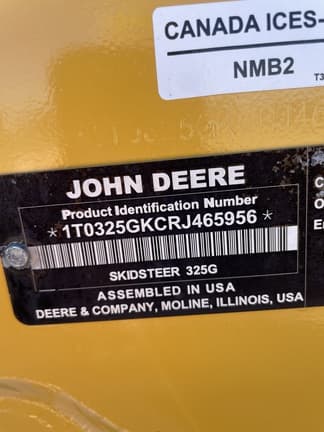 CANADA ICES-
NMB2
T3
JOHN DEERE
Product Identification Number
*1T0325GKCRJ465956*
SKIDSTEER 325G
ASSEMBLED IN USA
DEERE & COMPANY, MOLINE, ILLINOIS, USA
C
O
E